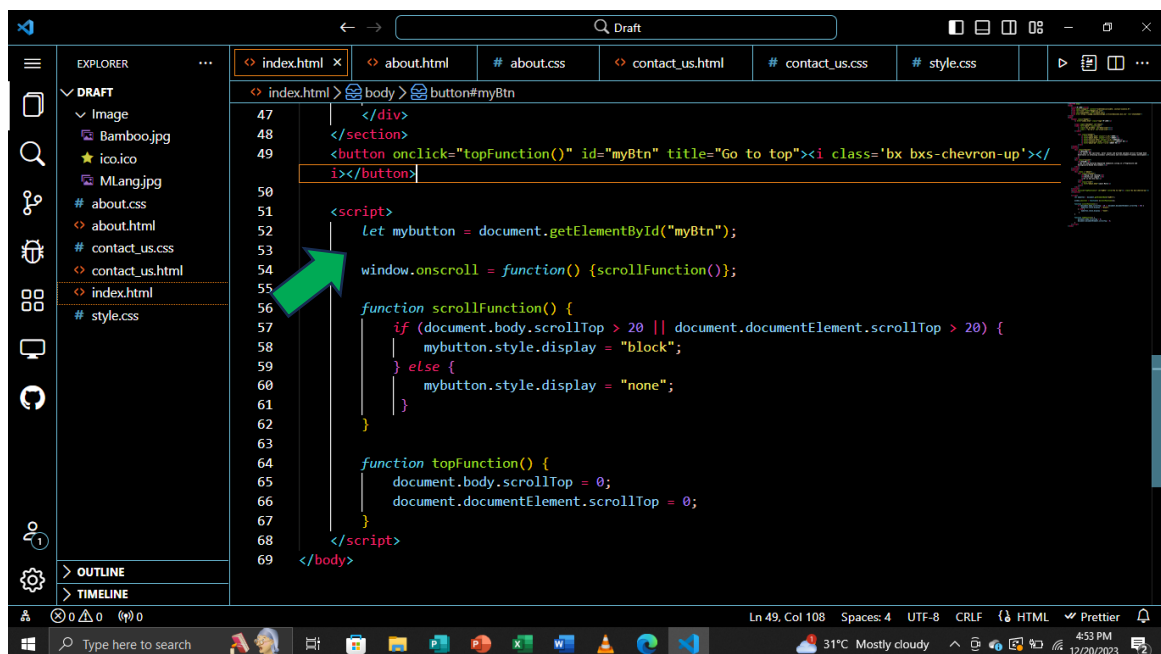 Draft
EXPLORER
index.html
about.html
# about.css
contact_us.html
# contact_us.css
# style.css
DRAFT
Image
Bamboo.jpg
ico.ico
MLang.jpg
# about.css
about.html
# contact_us.css
contact_us.html
index.html
# style.css
OUTLINE
TIMELINE
index.html > body > button#myBtn
47 </div>
48 </section>
49 <button onclick="topFunction()" id="myBtn" title="Go to top"><i class='bx bxs-chevron-up'></
i></button>
50
51 <script>
52 let mybutton = document.getElementById("myBtn");
53
54 window.onscroll = function() {scrollFunction()};
55
56 function scrollFunction() {
57 if (document.body.scrollTop > 20 || document.documentElement.scrollTop > 20) {
58 mybutton.style.display = "block";
59 } else {
60 mybutton.style.display = "none";
61 }
62 }
63
64 function topFunction() {
65 document.body.scrollTop = 0;
66 document.documentElement.scrollTop = 0;
67 }
68 </script>
69 </body>
1
0 0 0
Ln 49, Col 108 Spaces: 4 UTF-8 CRLF HTML Prettier
Type here to search
31°C Mostly cloudy
4:53 PM
12/20/2023
2